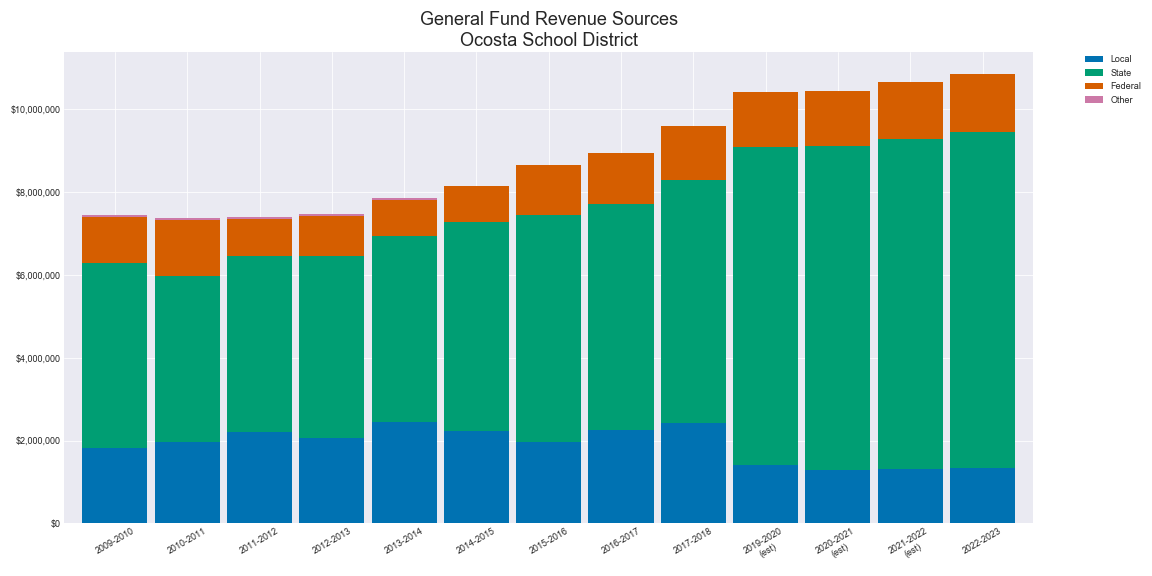 General Fund Revenue Sources
Ocosta School District
Local
State
Federal
Other
$10,000,000
$8,000,000
$6,000,000
$4,000,000
$2,000,000
$0
2009-2010
2010-2011
2011-2012
2012-2013
2013-2014
2014-2015
2015-2016
2016-2017
2017-2018
2019-2020
(est)
2020-2021
(est)
2021-2022
(est)
2022-2023